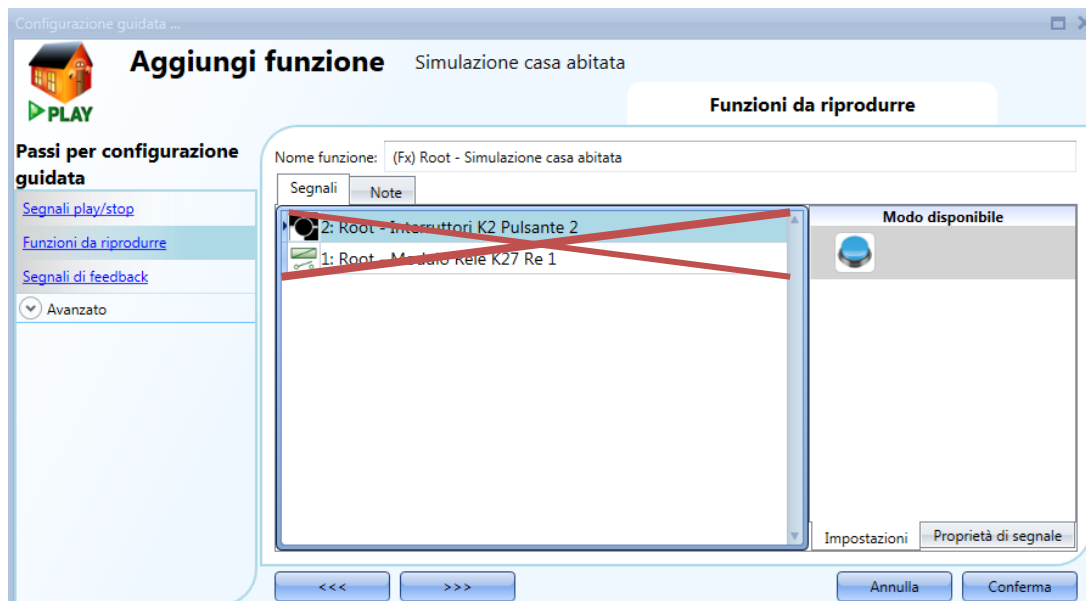 Configurazione guidata ...
Aggiungi funzione
Simulazione casa abitata
PLAY
Funzioni da riprodurre
Passi per configurazione
guidata
Segnali play/stop
Funzioni da riprodurre
Segnali di feedback
Avanzato
Nome funzione: (Fx) Root - Simulazione casa abitata
Segnali
Note
2: Root - Interruttori K2 Pulsante 2
1: Root - Modulo Relè K27 Re 1
Modo disponibile
Impostazioni
Proprietà di segnale
<<<
>>>
Annulla
Conferma